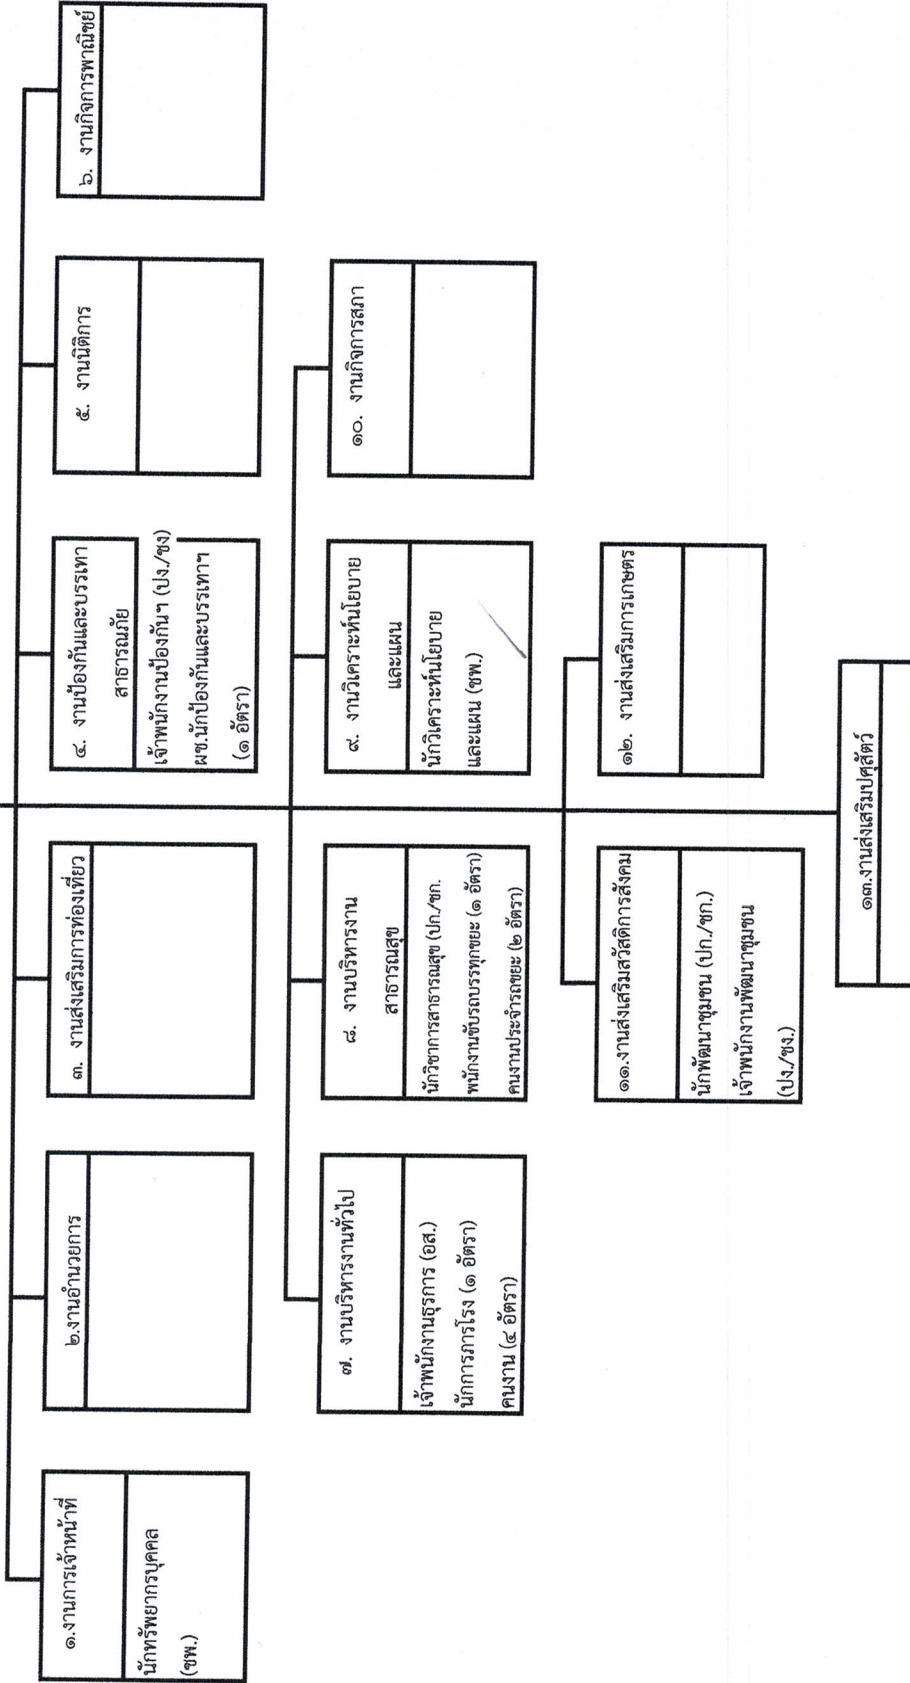 ๑.งานการเจ้าหน้าที่
นักทรัพยากรบุคคล
(ชพ.)
๒.งานอำนวยการ
๓. งานส่งเสริมการท่องเที่ยว
๔. งานป้องกันและบรรเทา
สาธารณภัย
เจ้าพนักงานป้องกันฯ (ปง./ชง)
ผช.นักป้องกันและบรรเทาฯ
(๑ อัตรา)
๕. งานนิติการ
๖. งานกิจการพาณิชย์
๗. งานบริหารงานทั่วไป
เจ้าพนักงานธุรการ (อส.)
นักการภารโรง (๑ อัตรา)
คนงาน (๔ อัตรา)
๘. งานบริหารงาน
สาธารณสุข
นักวิชาการสาธารณสุข (ปก./ชก.
พนักงานขับรถบรรทุกขยะ (๑ อัตรา)
คนงานประจำรถขยะ (๒ อัตรา)
๙. งานวิเคราะห์นโยบาย
และแผน
นักวิเคราะห์นโยบาย
และแผน (ชพ.)
๑๐. งานกิจการสภา
๑๑.งานส่งเสริมสวัสดิการสังคม
นักพัฒนาชุมชน (ปก./ชก.)
เจ้าพนักงานพัฒนาชุมชน
(ปง./ชง.)
๑๒. งานส่งเสริมการเกษตร
๑๓.งานส่งเสริมปศุสัตว์